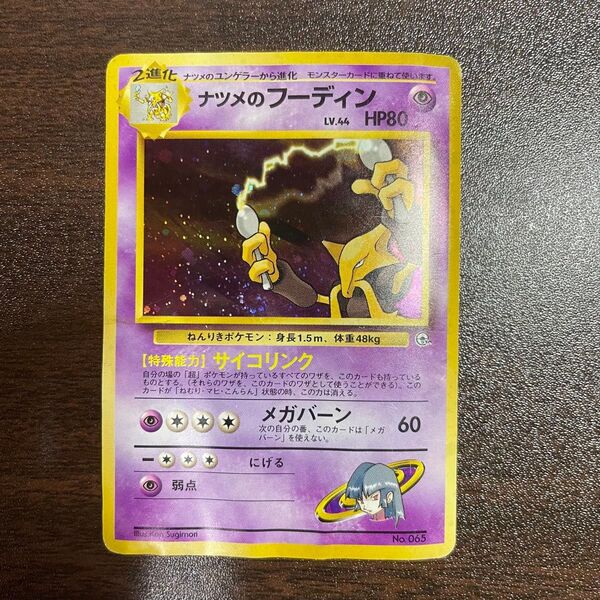 2進化 ナツメのユンゲラーから進化 モンスターカードに重ねて使います。
ナツメのフーディン LV.44 HP80
ねんりきポケモン：身長1.5m、体重48kg
[特殊能力] サイコリンク
自分の場の「超」ポケモンが持っているすべてのワザを、このカードも持っている
ものとする。（それらのワザを、このカードのワザとして使うことができる）。このカ
ードが「ねむり・マヒ・こんらん」状態の時、この力は消える。
メガバーン 60
次の自分の番、このカードは「メガ
バーン」を使えない。
にげる
弱点
Illus. Ken Sugimori
No. 065